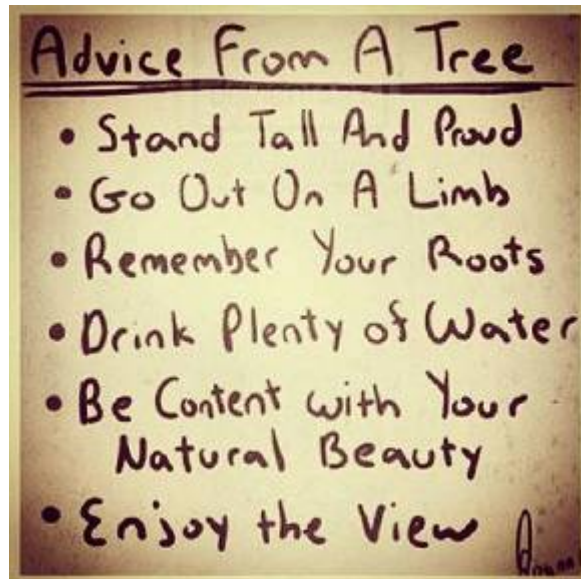 Advice From A Tree
• Stand Tall And Proud
• Go Out On A Limb
• Remember Your Roots
• Drink Plenty of Water
• Be Content with Your
Natural Beauty
• Enjoy the View